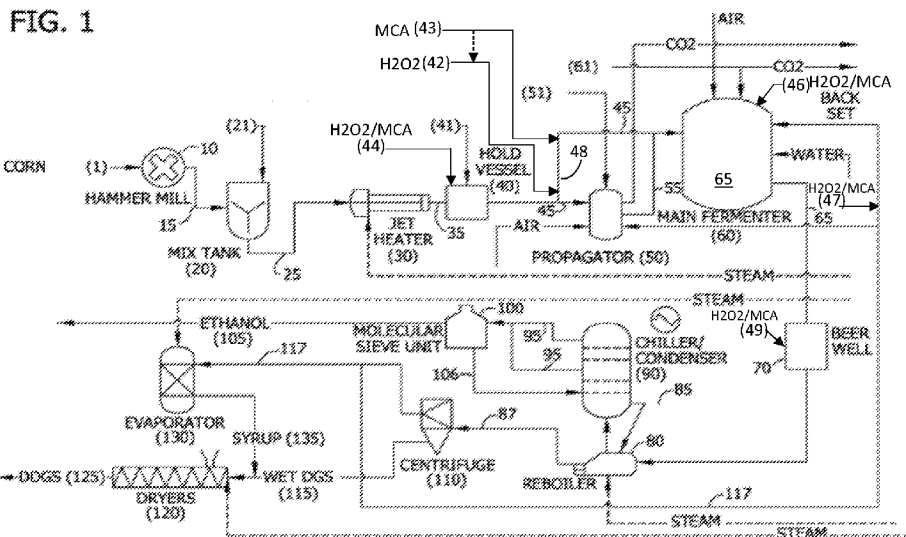 FIG. 1
MCA (43)
H2O2 (42)
AIR
CO2
(61)
CO2
(46)
H2O2/MCA
BACK
SET
(51)
45
(21)
H2O2/MCA
(44)
(41)
HOLD
VESSEL
(40)
48
CORN
(1)
10
HAMMER MILL
15
MIX TANK
(20)
25
JET
HEATER
(30)
35
45
55
65
WATER
H2O2/MCA
(47)
65
MAIN FERMENTER
(60)
AIR
PROPAGATOR (50)
STEAM
STEAM
ETHANOL
(105)
MOLECULAR
SIEVE UNIT
100
95
95
CHILLER/
CONDENSER
(90)
H2O2/MCA
(49)
BEER
WELL
70
117
106
85
EVAPORATOR
(130)
SYRUP (135)
87
80
CENTRIFUGE
(110)
REBOILER
DDGS (125)
WET DGS
(115)
DRYERS
(120)
117
STEAM
STEAM